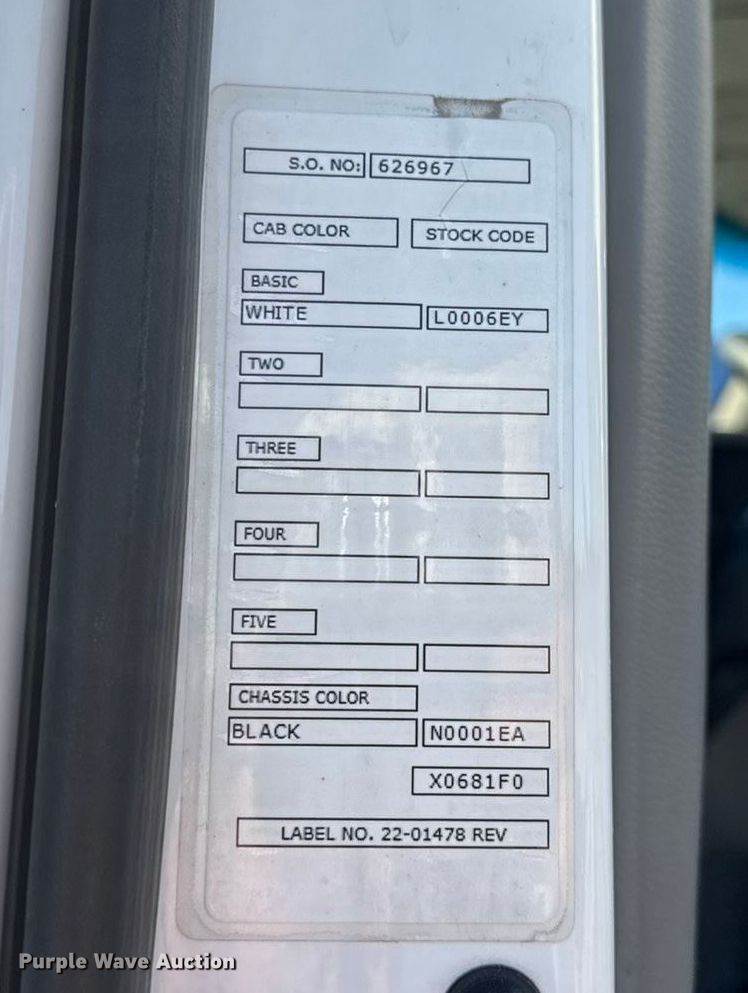 S.O. NO: 626967
CAB COLOR STOCK CODE
BASIC
WHITE L0006EY
TWO
THREE
FOUR
FIVE
CHASSIS COLOR
BLACK N0001EA
X0681F0
LABEL NO. 22-01478 REV
Purple Wave Auction